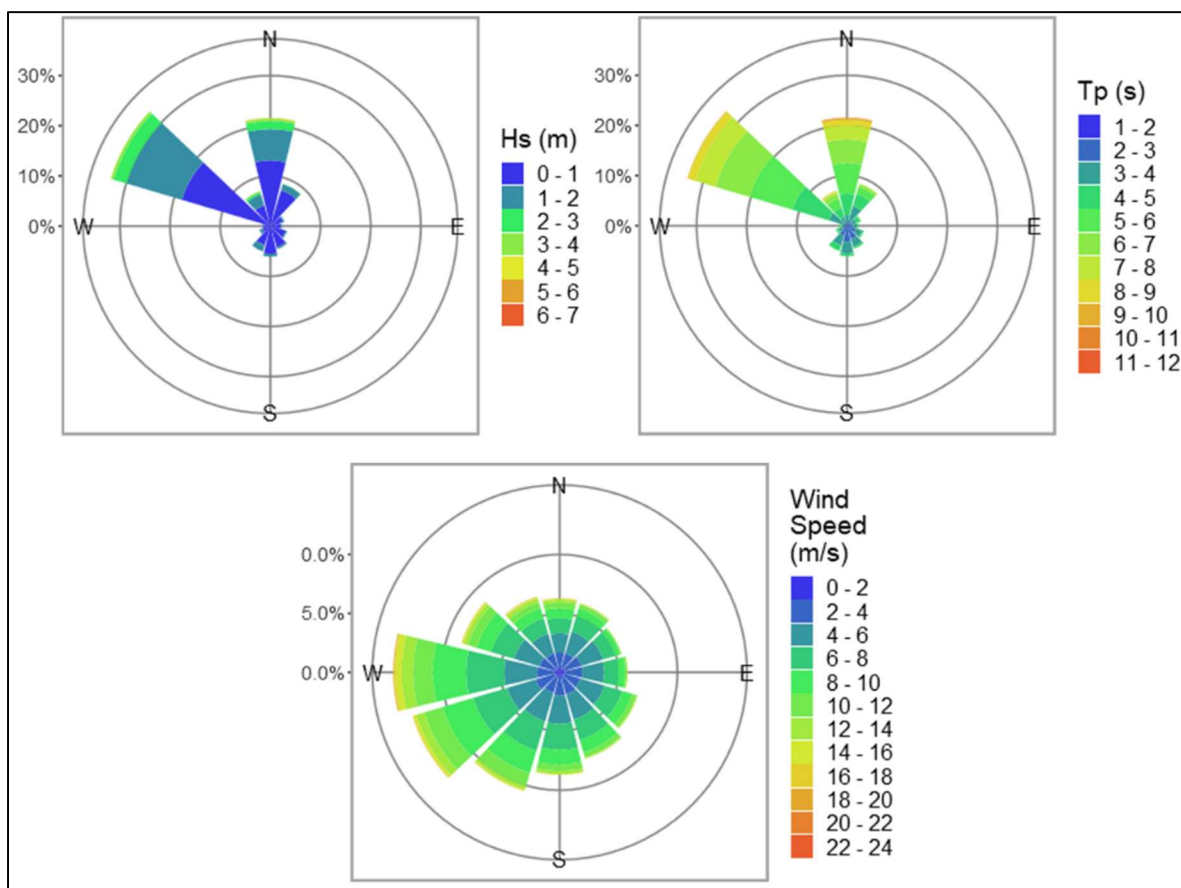 N
30%
20%
10%
0%
W
E
S
Hs (m)
0 - 1
1 - 2
2 - 3
3 - 4
4 - 5
5 - 6
6 - 7
N
30%
20%
10%
0%
W
E
S
Tp (s)
1 - 2
2 - 3
3 - 4
4 - 5
5 - 6
6 - 7
7 - 8
8 - 9
9 - 10
10 - 11
11 - 12
N
0.0%
5.0%
0.0%
W
E
S
Wind
Speed
(m/s)
0 - 2
2 - 4
4 - 6
6 - 8
8 - 10
10 - 12
12 - 14
14 - 16
16 - 18
18 - 20
20 - 22
22 - 24